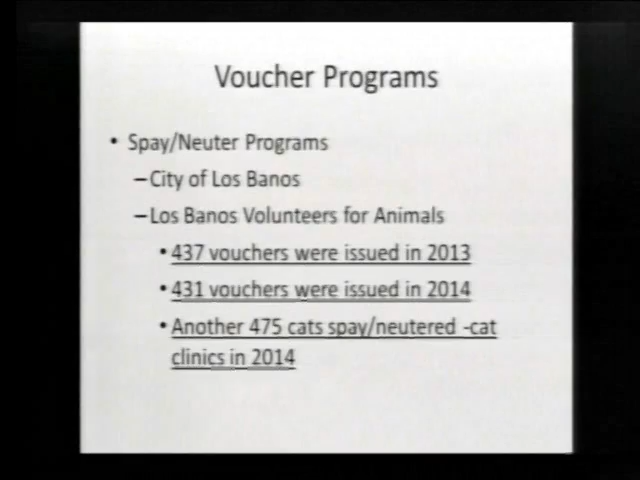 Voucher Programs
• Spay/Neuter Programs
–City of Los Banos
–Los Banos Volunteers for Animals
•437 vouchers were issued in 2013
•431 vouchers were issued in 2014
•Another 475 cats spay/neutered -cat
clinics in 2014